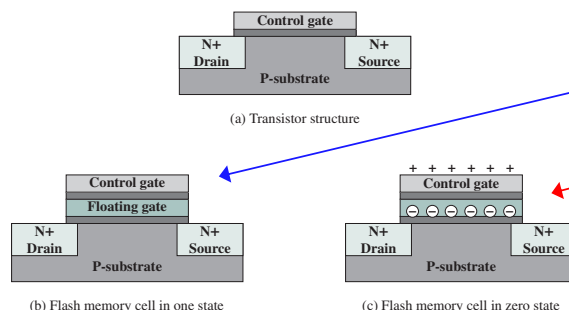 Control gate
N+
Drain
N+
Source
P-substrate
(a) Transistor structure
Control gate
Floating gate
N+
Drain
N+
Source
P-substrate
(b) Flash memory cell in one state
+ + + + + +
Control gate
− − − − − −
N+
Drain
N+
Source
P-substrate
(c) Flash memory cell in zero state